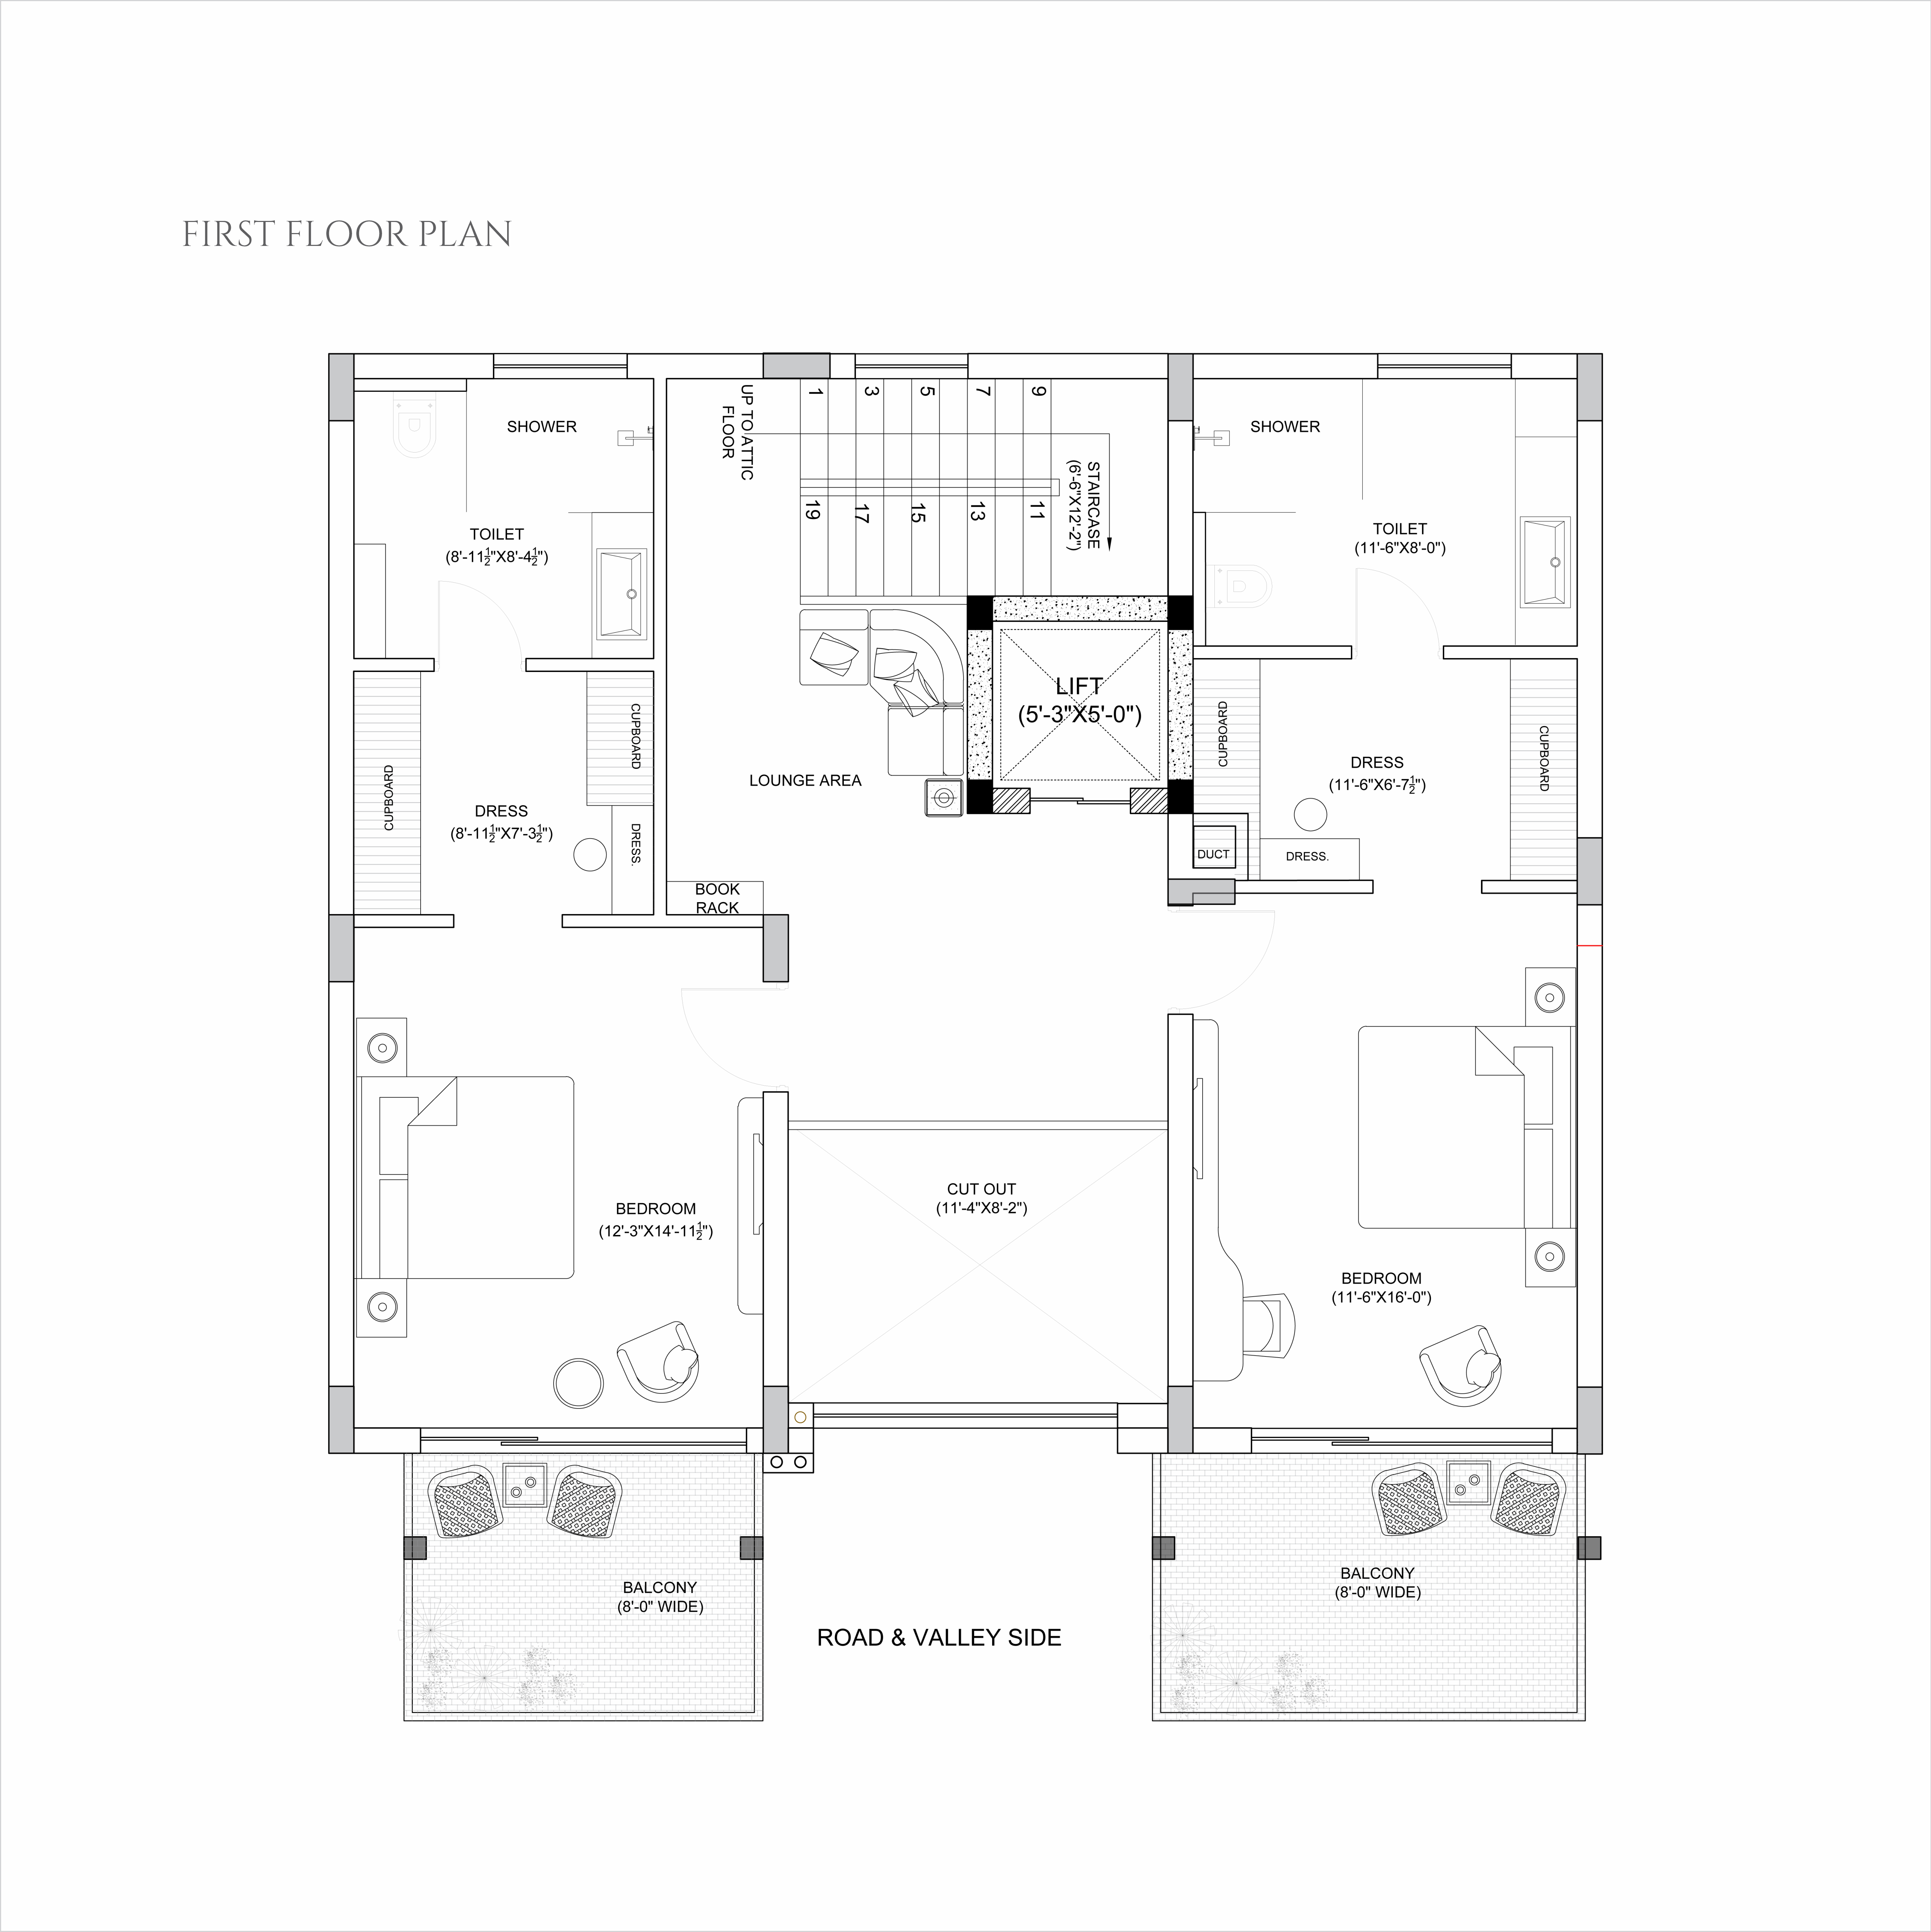 FIRST FLOOR PLAN
UP TO ATTIC
FLOOR
1
3
5
7
9
19
17
15
13
11
STAIRCASE
(6'-6"X12'-2")
SHOWER
TOILET
(8'-11½"X8'-4½")
SHOWER
TOILET
(11'-6"X8'-0")
LIFT
(5'-3"X5'-0")
LOUNGE AREA
CUPBOARD
CUPBOARD
DRESS
(8'-11½"X7'-3½")
DRESS.
BOOK
RACK
CUPBOARD
CUPBOARD
DRESS
(11'-6"X6'-7½")
DUCT
DRESS.
BEDROOM
(12'-3"X14'-11½")
CUT OUT
(11'-4"X8'-2")
BEDROOM
(11'-6"X16'-0")
BALCONY
(8'-0" WIDE)
BALCONY
(8'-0" WIDE)
ROAD & VALLEY SIDE